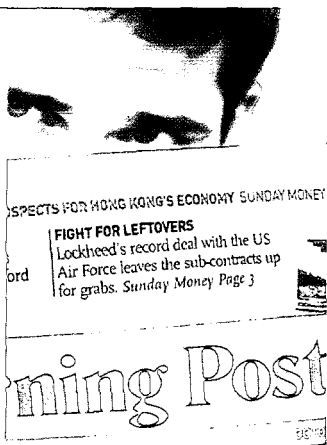 SPECTS FOR HONG KONG'S ECONOMY SUNDAY MONEY
FIGHT FOR LEFTOVERS
Lockheed's record deal with the US
ord Air Force leaves the sub-contracts up
for grabs. Sunday Money Page 3
ning Post